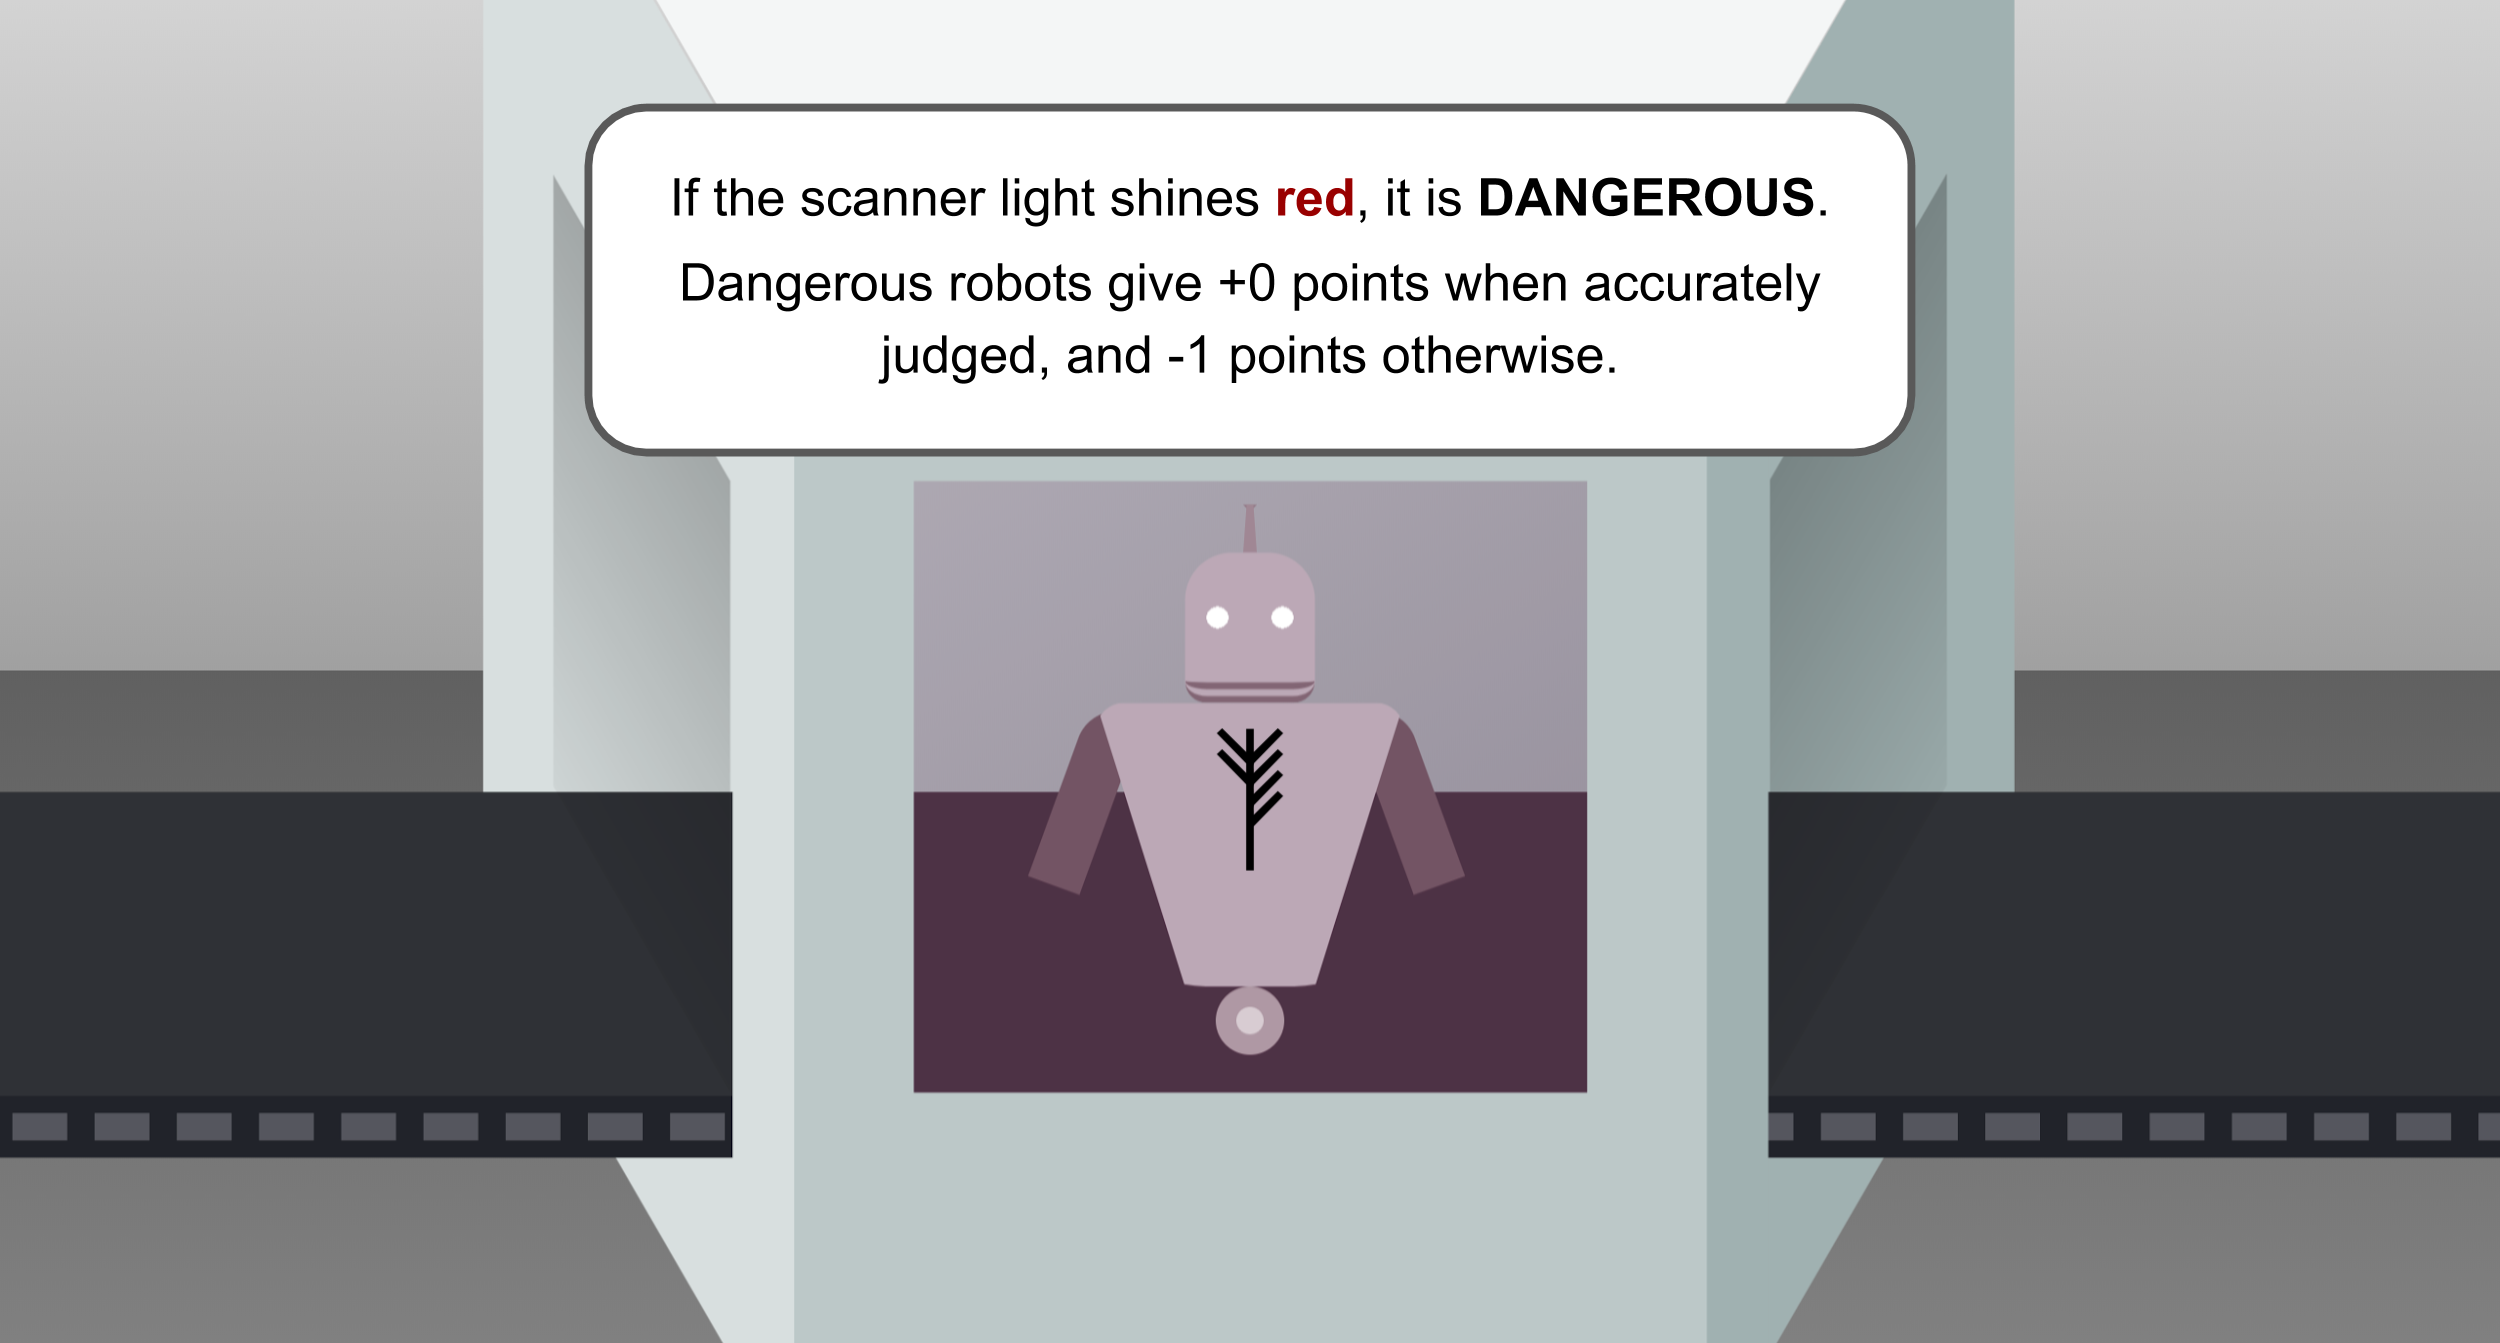 If the scanner light shines red, it is DANGEROUS.
Dangerous robots give +0 points when accurately
judged, and -1 points otherwise.